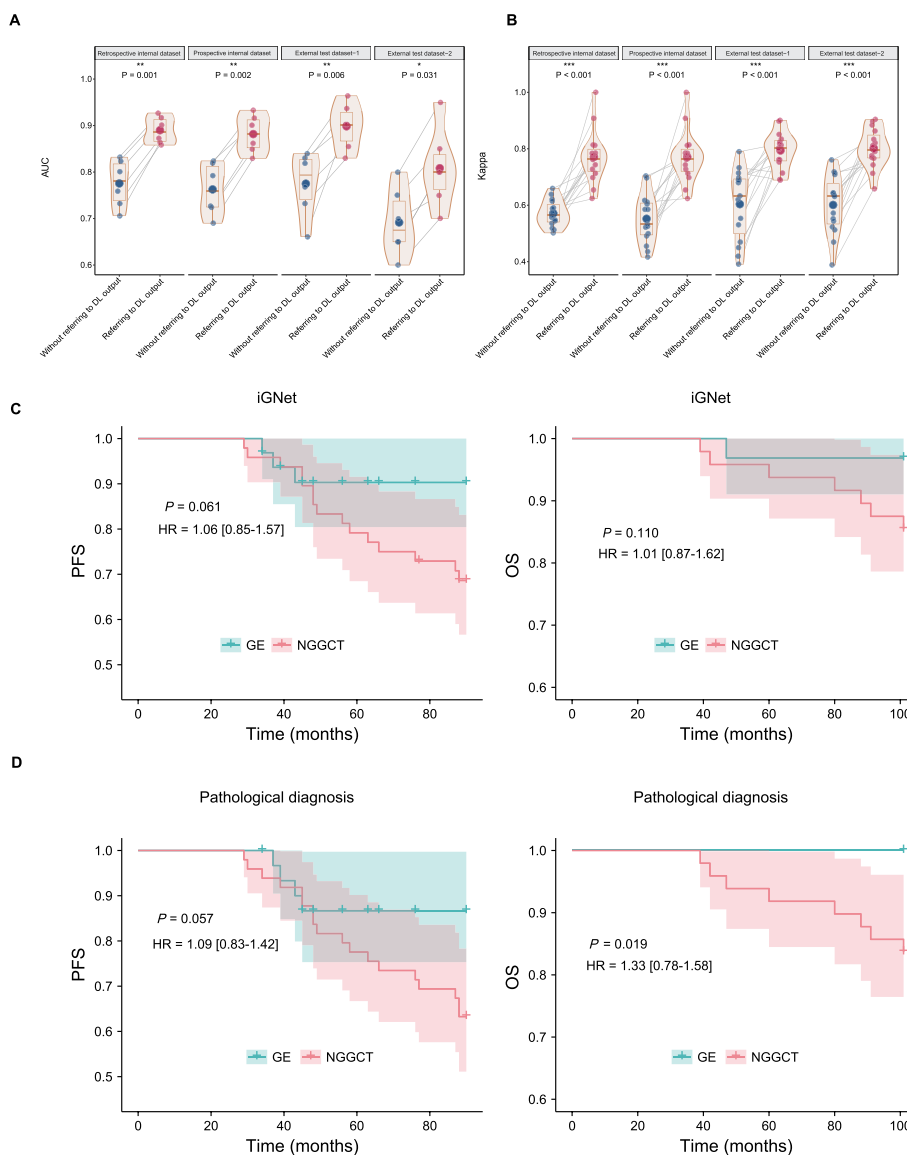 A
B
Retrospective internal dataset Prospective internal dataset External test dataset−1 External test dataset−2
** ** ** *
P = 0.001 P = 0.002 P = 0.006 P = 0.031
1.0
0.9
0.8
0.7
0.6
AUC
Without referring to DL output Referring to DL output Without referring to DL output Referring to DL output Without referring to DL output Referring to DL output Without referring to DL output Referring to DL output
Retrospective internal dataset Prospective internal dataset External test dataset−1 External test dataset−2
*** *** *** ***
P < 0.001 P < 0.001 P < 0.001 P < 0.001
1.0
0.8
0.6
0.4
Kappa
Without referring to DL output Referring to DL output Without referring to DL output Referring to DL output Without referring to DL output Referring to DL output Without referring to DL output Referring to DL output
C
iGNet
1.0
0.9
0.8
0.7
0.6
0.5
PFS
P = 0.061
HR = 1.06 [0.85-1.57]
GE NGGCT
0 20 40 60 80
Time (months)
iGNet
1.0
0.9
0.8
0.7
0.6
OS
P = 0.110
HR = 1.01 [0.87-1.62]
GE NGGCT
0 20 40 60 80 100
Time (months)
D
Pathological diagnosis
1.0
0.9
0.8
0.7
0.6
0.5
PFS
P = 0.057
HR = 1.09 [0.83-1.42]
GE NGGCT
0 20 40 60 80
Time (months)
Pathological diagnosis
1.0
0.9
0.8
0.7
0.6
OS
P = 0.019
HR = 1.33 [0.78-1.58]
GE NGGCT
0 20 40 60 80 100
Time (months)